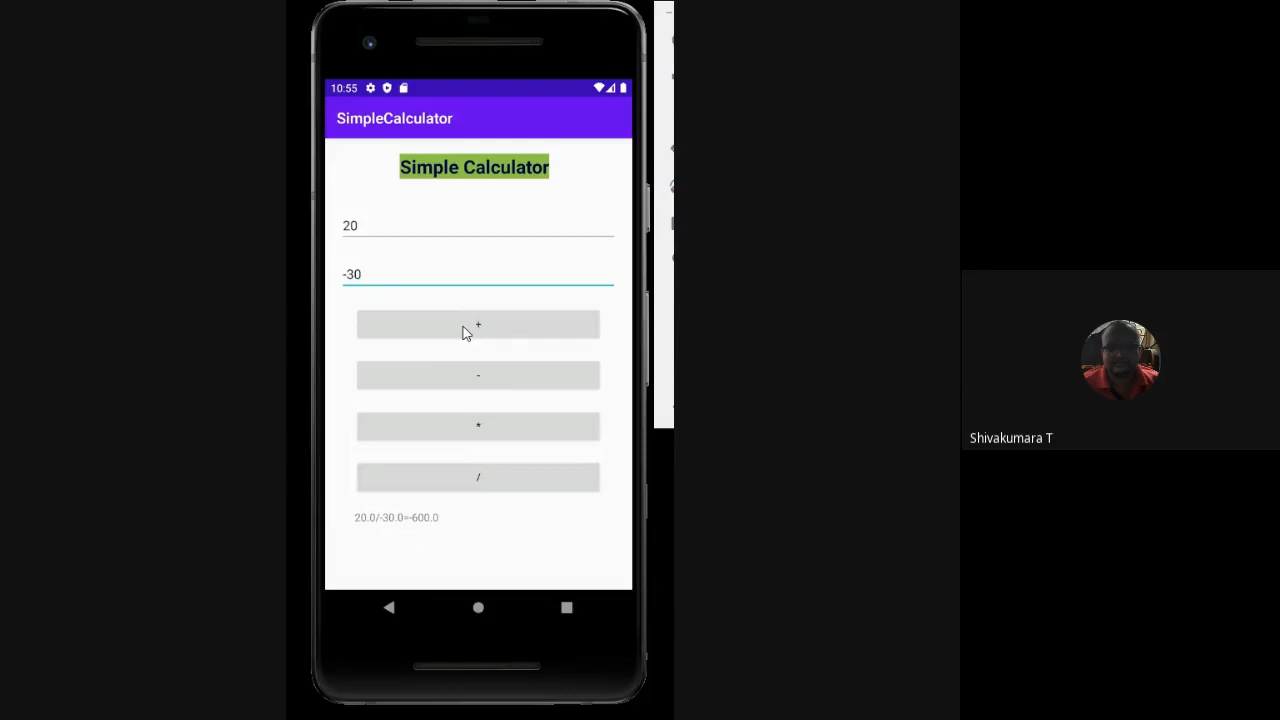 10:55
SimpleCalculator
Simple Calculator
20
-30
+
-
*
/
20.0/-30.0=-600.0
Shivakumara T